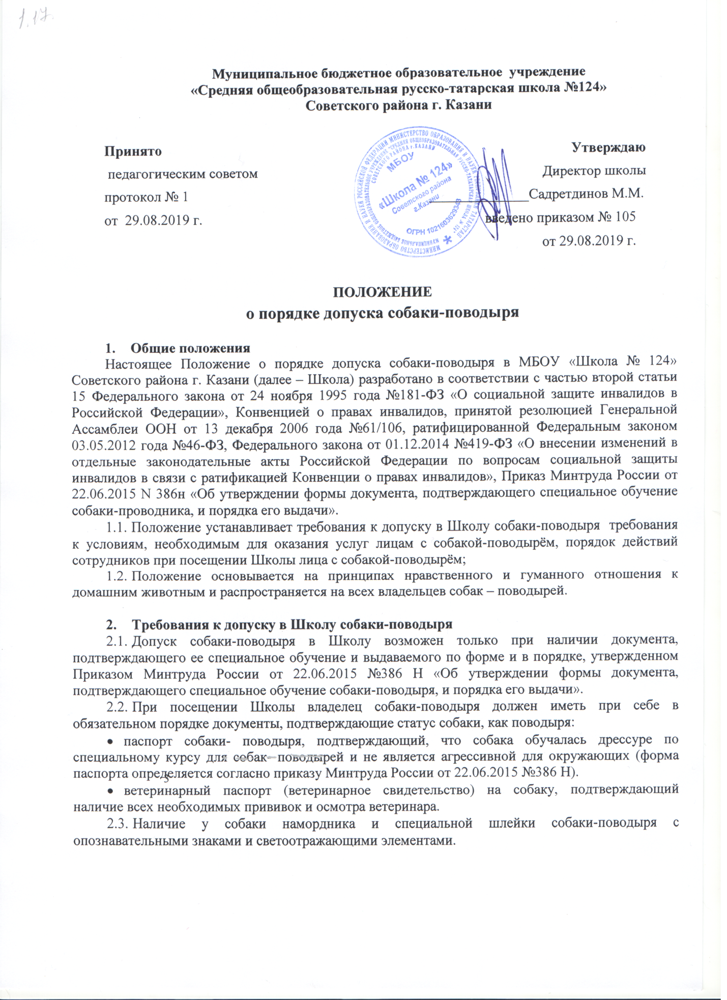 1.17.
Муниципальное бюджетное образовательное учреждение
«Средняя общеобразовательная русско-татарская школа №124»
Советского района г. Казани
Принято
Утверждаю
педагогическим советом
Директор школы
протокол № 1
Садретдинов М.М.
от 29.08.2019 г.
введено приказом № 105
от 29.08.2019 г.
МБОУ
«Школа № 124»
Советского района
г.Казани
ОГРН 1021603629343
ПОЛОЖЕНИЕ
о порядке допуска собаки-поводыря
1. Общие положения
Настоящее Положение о порядке допуска собаки-поводыря в МБОУ «Школа № 124»
Советского района г. Казани (далее – Школа) разработано в соответствии с частью второй статьи
15 Федерального закона от 24 ноября 1995 года №181-ФЗ «О социальной защите инвалидов в
Российской Федерации», Конвенцией о правах инвалидов, принятой резолюцией Генеральной
Ассамблеи ООН от 13 декабря 2006 года №61/106, ратифицированной Федеральным законом
03.05.2012 года №46-ФЗ, Федерального закона от 01.12.2014 №419-ФЗ «О внесении изменений в
отдельные законодательные акты Российской Федерации по вопросам социальной защиты
инвалидов в связи с ратификацией Конвенции о правах инвалидов», Приказ Минтруда России от
22.06.2015 N 386н «Об утверждении формы документа, подтверждающего специальное обучение
собаки-проводника, и порядка его выдачи».
1.1. Положение устанавливает требования к допуску в Школу собаки-поводыря требования
к условиям, необходимым для оказания услуг лицам с собакой-поводырём, порядок действий
сотрудников при посещении Школы лица с собакой-поводырём;
1.2. Положение основывается на принципах нравственного и гуманного отношения к
домашним животным и распространяется на всех владельцев собак – поводырей.
2. Требования к допуску в Школу собаки-поводыря
2.1. Допуск собаки-поводыря в Школу возможен только при наличии документа,
подтверждающего ее специальное обучение и выдаваемого по форме и в порядке, утвержденном
Приказом Минтруда России от 22.06.2015 №386 Н «Об утверждении формы документа,
подтверждающего специальное обучение собаки-поводыря, и порядка его выдачи».
2.2. При посещении Школы владелец собаки-поводыря должен иметь при себе в
обязательном порядке документы, подтверждающие статус собаки, как поводыря:
• паспорт собаки- поводыря, подтверждающий, что собака обучалась дрессуре по
специальному курсу для собак- поводырей и не является агрессивной для окружающих (форма
паспорта определяется согласно приказу Минтруда России от 22.06.2015 №386 Н).
• ветеринарный паспорт (ветеринарное свидетельство) на собаку, подтверждающий
наличие всех необходимых прививок и осмотра ветеринара.
2.3. Наличие у собаки намордника и специальной шлейки собаки-поводыря с
опознавательными знаками и светоотражающими элементами.